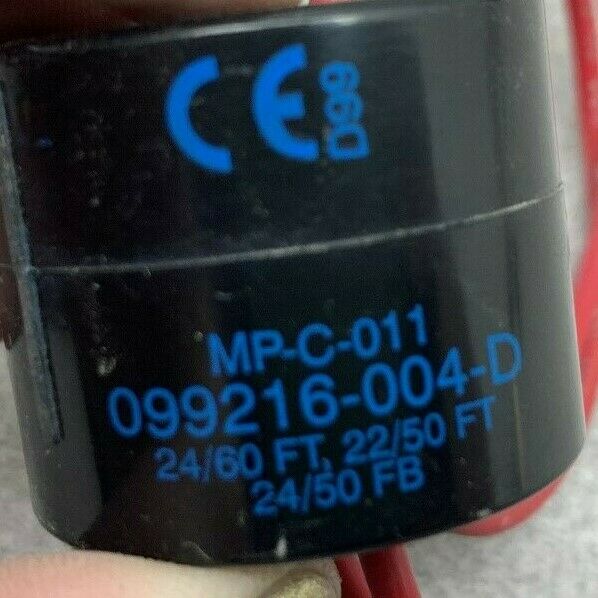 CE
D99
MP-C-011
099216-004-D
24/60 FT, 22/50 FT
24/50 FB